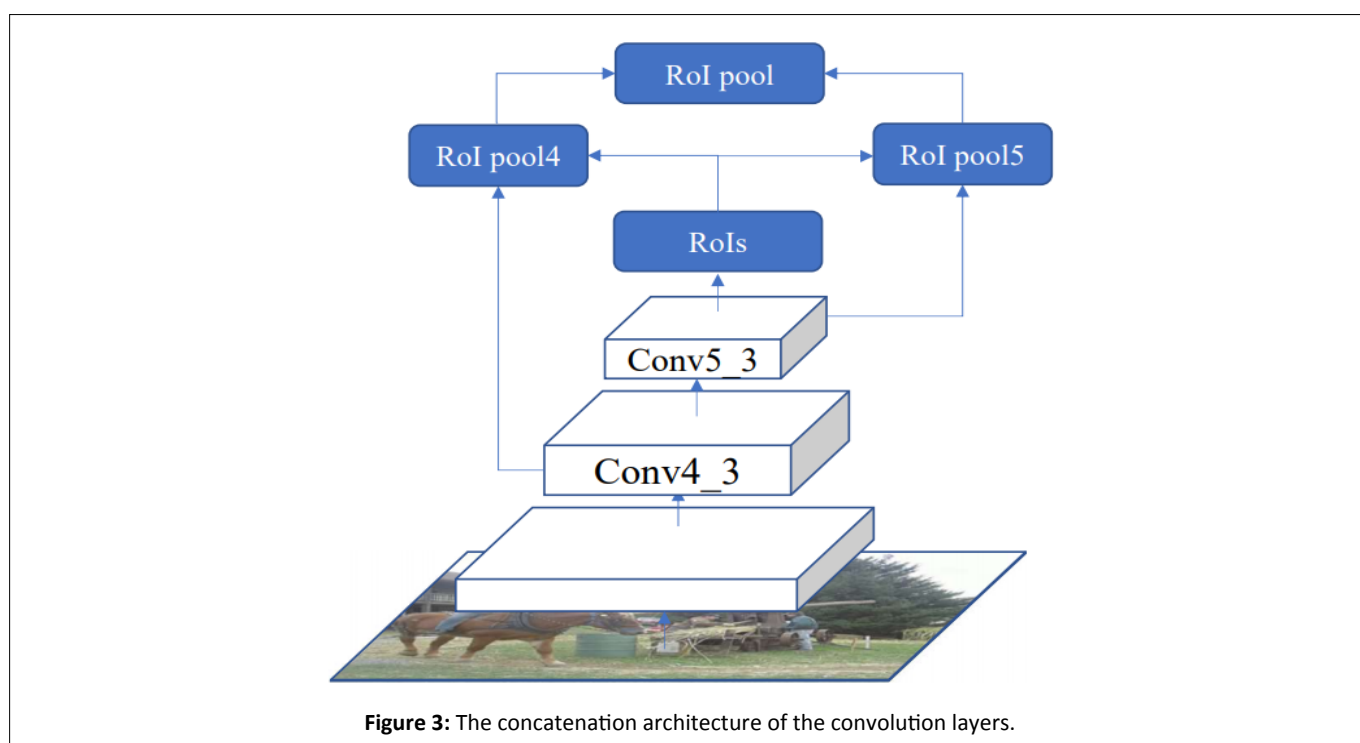 RoI pool
RoI pool4
RoI pool5
RoIs
Conv5_3
Conv4_3
Figure 3: The concatenation architecture of the convolution layers.